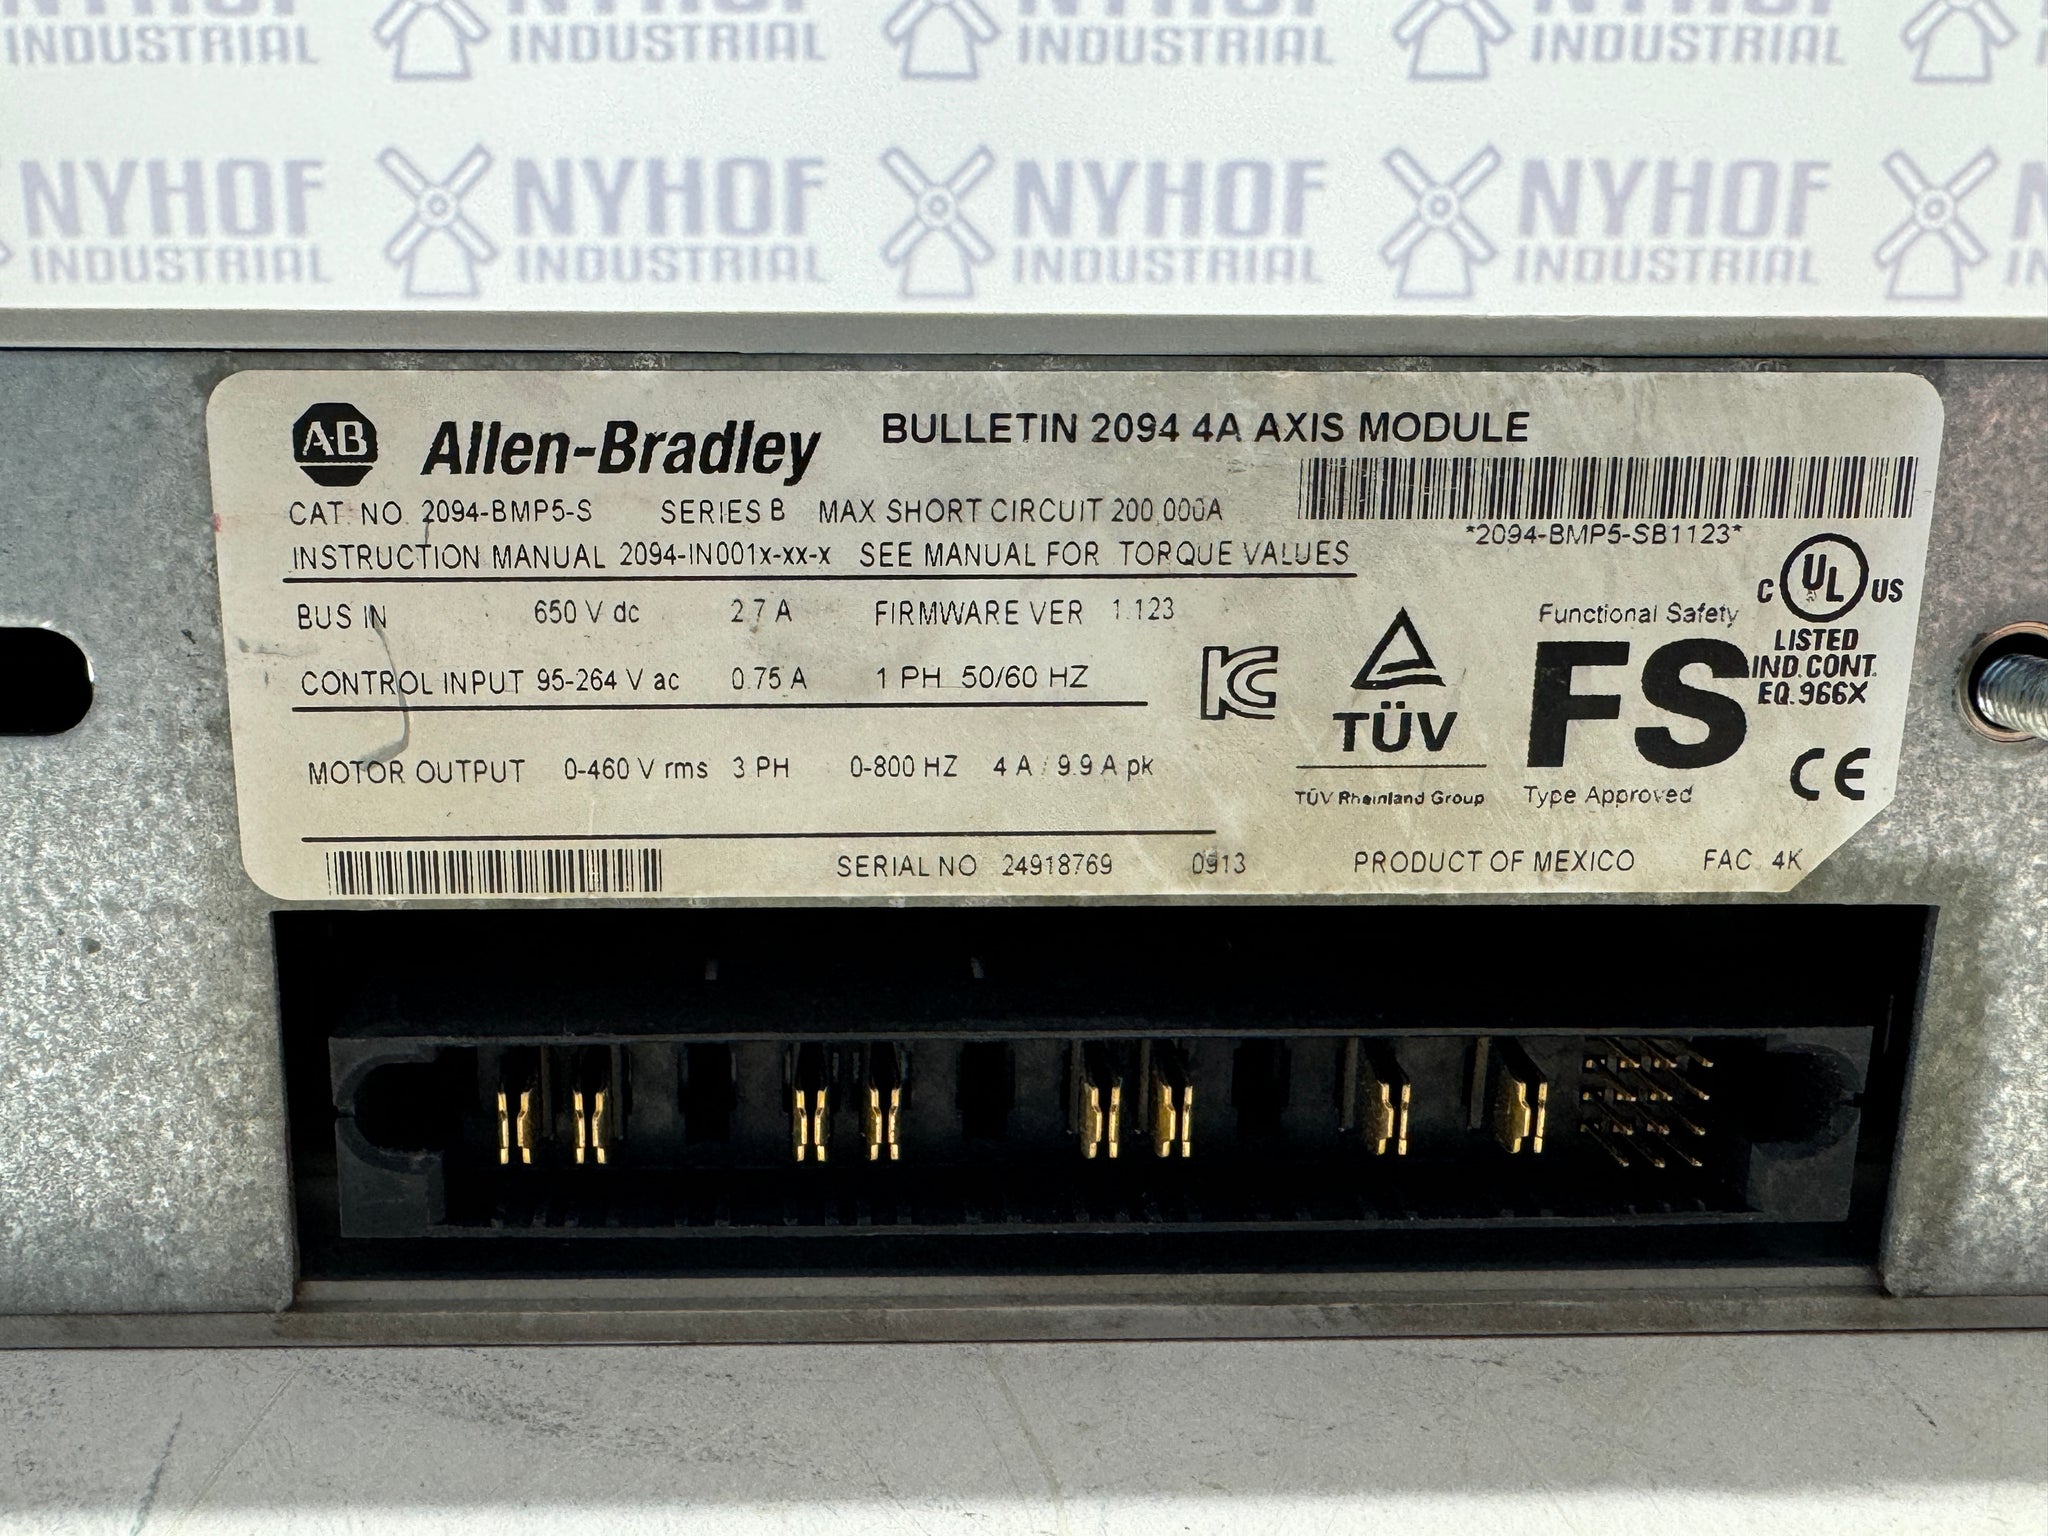 INDUSTRIAL INDUSTRIAL INDUSTRIAL INDUSTRIAL
NYHOF NYHOF NYHOF NYHOF
INDUSTRIAL INDUSTRIAL INDUSTRIAL INDUSTRIAL
A-B Allen-Bradley BULLETIN 2094 4A AXIS MODULE
CAT. NO. 2094-BMP5-S SERIES B MAX SHORT CIRCUIT 200,000A
*2094-BMP5-SB1123*
INSTRUCTION MANUAL 2094-IN001x-xx-x SEE MANUAL FOR TORQUE VALUES
BUS IN 650 V dc 2.7 A FIRMWARE VER 1.123
CONTROL INPUT 95-264 V ac 0.75 A 1 PH 50/60 HZ
MOTOR OUTPUT 0-460 V rms 3 PH 0-800 HZ 4 A / 9.9 A pk
KC
TÜV
TÜV Rheinland Group
Functional Safety
FS
Type Approved
C UL US
LISTED
IND. CONT.
EQ. 966X
CE
SERIAL NO 24918769 0913 PRODUCT OF MEXICO FAC 4K